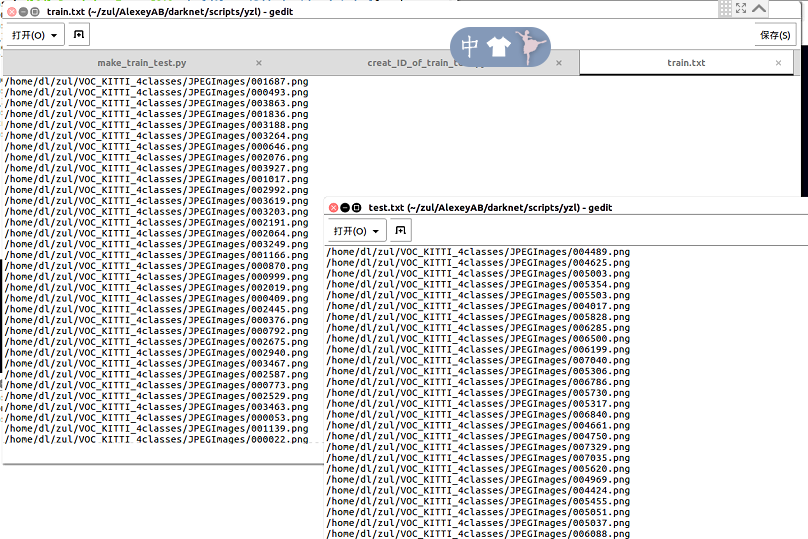 train.txt (~/zul/AlexeyAB/darknet/scripts/yzl) - gedit
打开(O)
中
保存(S)
make_train_test.py
creat_ID_of_train_
train.txt
/home/dl/zul/VOC_KITTI_4classes/JPEGImages/001687.png
/home/dl/zul/VOC_KITTI_4classes/JPEGImages/000493.png
/home/dl/zul/VOC_KITTI_4classes/JPEGImages/003863.png
/home/dl/zul/VOC_KITTI_4classes/JPEGImages/001836.png
/home/dl/zul/VOC_KITTI_4classes/JPEGImages/003188.png
/home/dl/zul/VOC_KITTI_4classes/JPEGImages/003264.png
/home/dl/zul/VOC_KITTI_4classes/JPEGImages/000646.png
/home/dl/zul/VOC_KITTI_4classes/JPEGImages/002076.png
/home/dl/zul/VOC_KITTI_4classes/JPEGImages/003927.png
/home/dl/zul/VOC_KITTI_4classes/JPEGImages/001017.png
/home/dl/zul/VOC_KITTI_4classes/JPEGImages/002992.png
/home/dl/zul/VOC_KITTI_4classes/JPEGImages/003619.png
/home/dl/zul/VOC_KITTI_4classes/JPEGImages/003203.png
/home/dl/zul/VOC_KITTI_4classes/JPEGImages/002191.png
/home/dl/zul/VOC_KITTI_4classes/JPEGImages/002064.png
/home/dl/zul/VOC_KITTI_4classes/JPEGImages/003249.png
/home/dl/zul/VOC_KITTI_4classes/JPEGImages/001166.png
/home/dl/zul/VOC_KITTI_4classes/JPEGImages/000870.png
/home/dl/zul/VOC_KITTI_4classes/JPEGImages/000999.png
/home/dl/zul/VOC_KITTI_4classes/JPEGImages/002019.png
/home/dl/zul/VOC_KITTI_4classes/JPEGImages/000409.png
/home/dl/zul/VOC_KITTI_4classes/JPEGImages/002445.png
/home/dl/zul/VOC_KITTI_4classes/JPEGImages/000376.png
/home/dl/zul/VOC_KITTI_4classes/JPEGImages/000792.png
/home/dl/zul/VOC_KITTI_4classes/JPEGImages/002675.png
/home/dl/zul/VOC_KITTI_4classes/JPEGImages/002940.png
/home/dl/zul/VOC_KITTI_4classes/JPEGImages/003467.png
/home/dl/zul/VOC_KITTI_4classes/JPEGImages/002587.png
/home/dl/zul/VOC_KITTI_4classes/JPEGImages/000773.png
/home/dl/zul/VOC_KITTI_4classes/JPEGImages/002529.png
/home/dl/zul/VOC_KITTI_4classes/JPEGImages/003463.png
/home/dl/zul/VOC_KITTI_4classes/JPEGImages/000053.png
/home/dl/zul/VOC_KITTI_4classes/JPEGImages/001139.png
/home/dl/zul/VOC_KITTI_4classes/JPEGImages/000022.png
test.txt (~/zul/AlexeyAB/darknet/scripts/yzl) - gedit
打开(O)
/home/dl/zul/VOC_KITTI_4classes/JPEGImages/004489.png
/home/dl/zul/VOC_KITTI_4classes/JPEGImages/004625.png
/home/dl/zul/VOC_KITTI_4classes/JPEGImages/005003.png
/home/dl/zul/VOC_KITTI_4classes/JPEGImages/005354.png
/home/dl/zul/VOC_KITTI_4classes/JPEGImages/005503.png
/home/dl/zul/VOC_KITTI_4classes/JPEGImages/004017.png
/home/dl/zul/VOC_KITTI_4classes/JPEGImages/005828.png
/home/dl/zul/VOC_KITTI_4classes/JPEGImages/006285.png
/home/dl/zul/VOC_KITTI_4classes/JPEGImages/006500.png
/home/dl/zul/VOC_KITTI_4classes/JPEGImages/006199.png
/home/dl/zul/VOC_KITTI_4classes/JPEGImages/007040.png
/home/dl/zul/VOC_KITTI_4classes/JPEGImages/005306.png
/home/dl/zul/VOC_KITTI_4classes/JPEGImages/006786.png
/home/dl/zul/VOC_KITTI_4classes/JPEGImages/005730.png
/home/dl/zul/VOC_KITTI_4classes/JPEGImages/005317.png
/home/dl/zul/VOC_KITTI_4classes/JPEGImages/006840.png
/home/dl/zul/VOC_KITTI_4classes/JPEGImages/004661.png
/home/dl/zul/VOC_KITTI_4classes/JPEGImages/004750.png
/home/dl/zul/VOC_KITTI_4classes/JPEGImages/007329.png
/home/dl/zul/VOC_KITTI_4classes/JPEGImages/007035.png
/home/dl/zul/VOC_KITTI_4classes/JPEGImages/005620.png
/home/dl/zul/VOC_KITTI_4classes/JPEGImages/004969.png
/home/dl/zul/VOC_KITTI_4classes/JPEGImages/004424.png
/home/dl/zul/VOC_KITTI_4classes/JPEGImages/005455.png
/home/dl/zul/VOC_KITTI_4classes/JPEGImages/005051.png
/home/dl/zul/VOC_KITTI_4classes/JPEGImages/005037.png
/home/dl/zul/VOC_KITTI_4classes/JPEGImages/006088.png